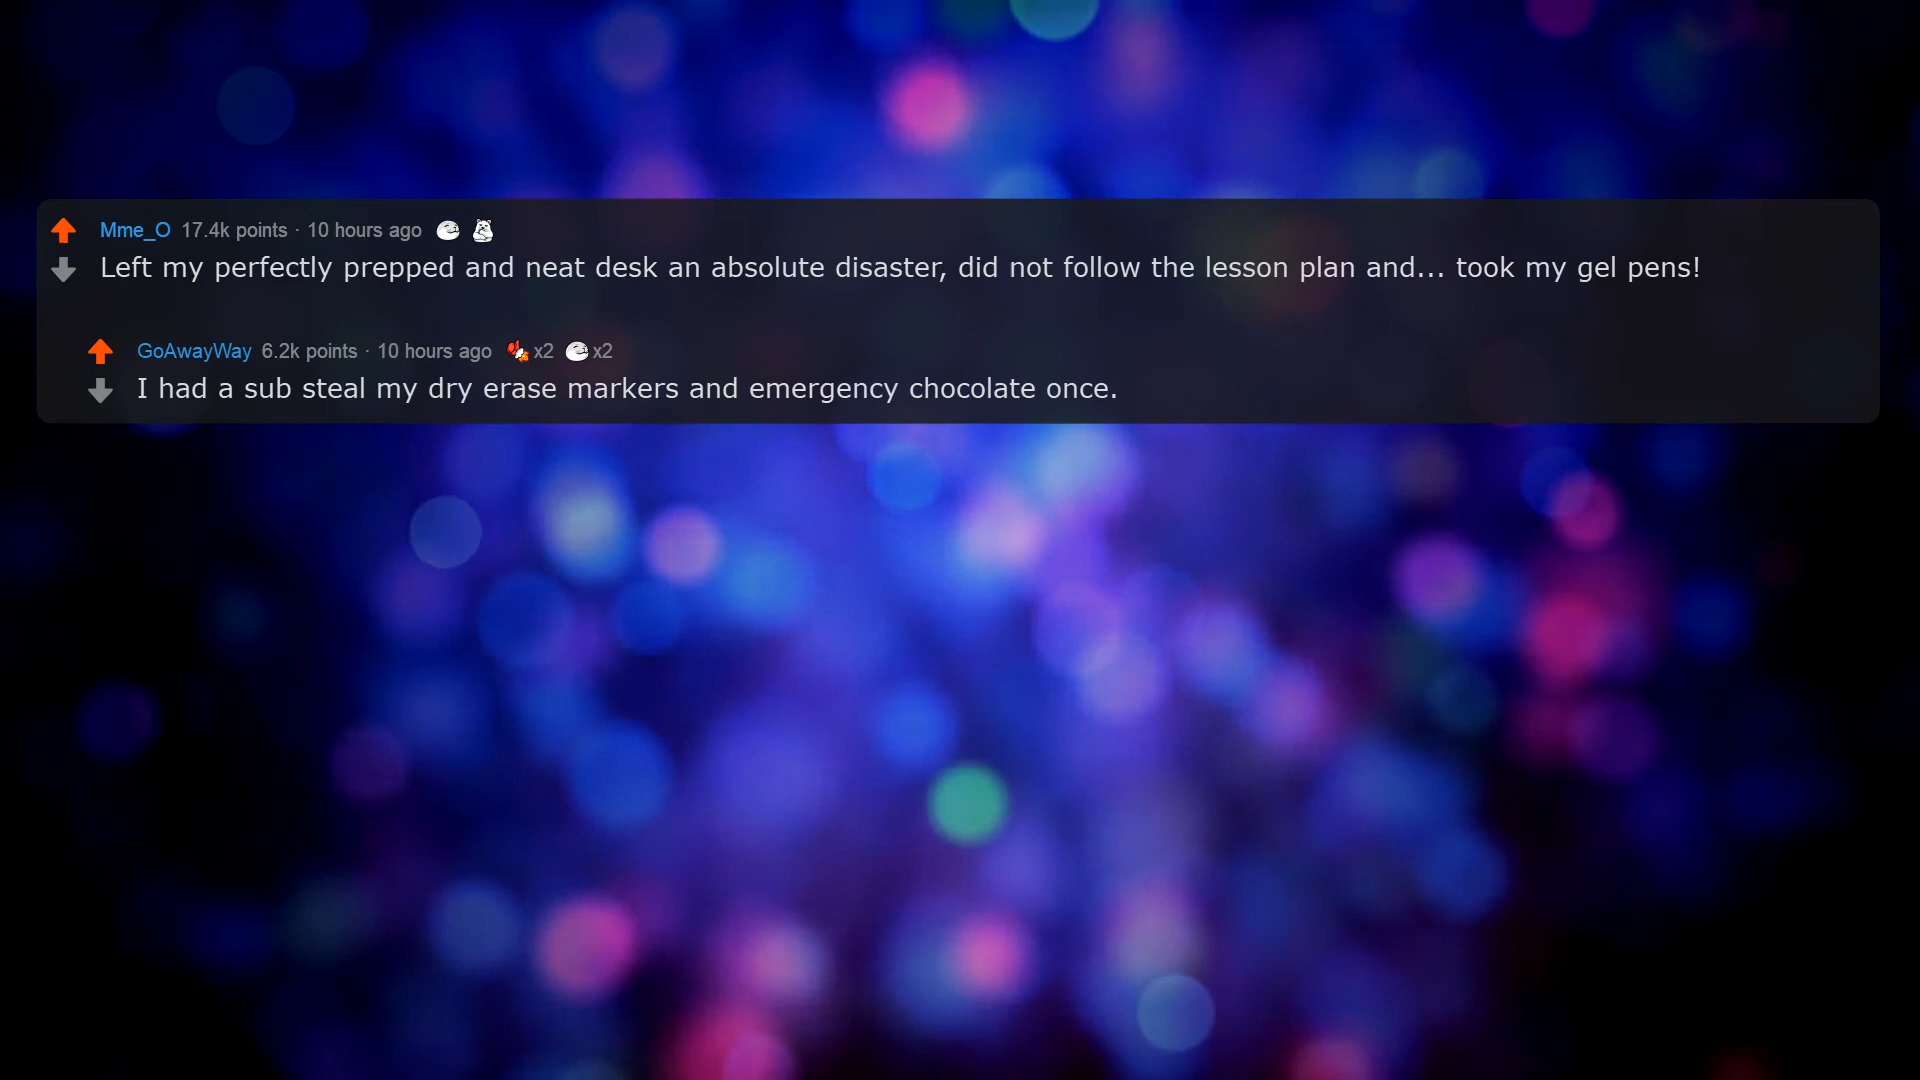 Mme_O 17.4k points · 10 hours ago
Left my perfectly prepped and neat desk an absolute disaster, did not follow the lesson plan and... took my gel pens!
GoAwayWay 6.2k points · 10 hours ago x2 x2
I had a sub steal my dry erase markers and emergency chocolate once.